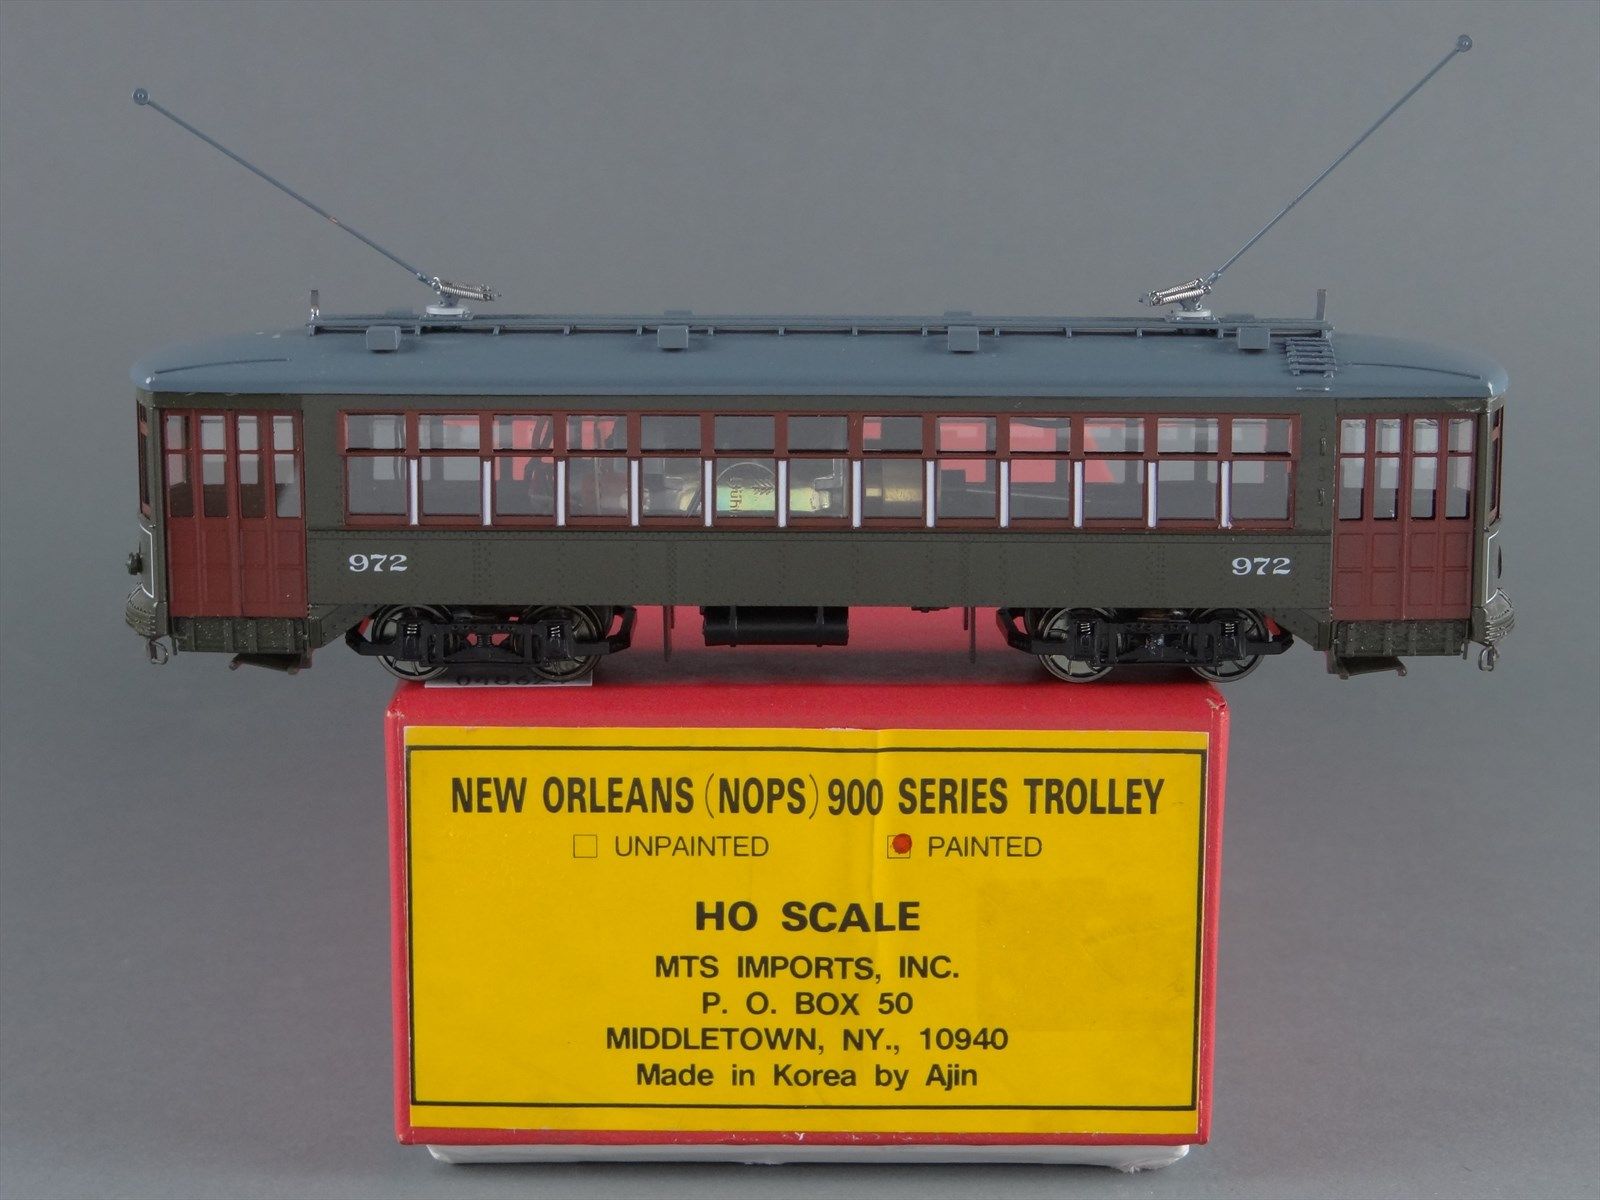 972 972
NEW ORLEANS (NOPS) 900 SERIES TROLLEY
UNPAINTED PAINTED
HO SCALE
MTS IMPORTS, INC.
P. O. BOX 50
MIDDLETOWN, NY., 10940
Made in Korea by Ajin